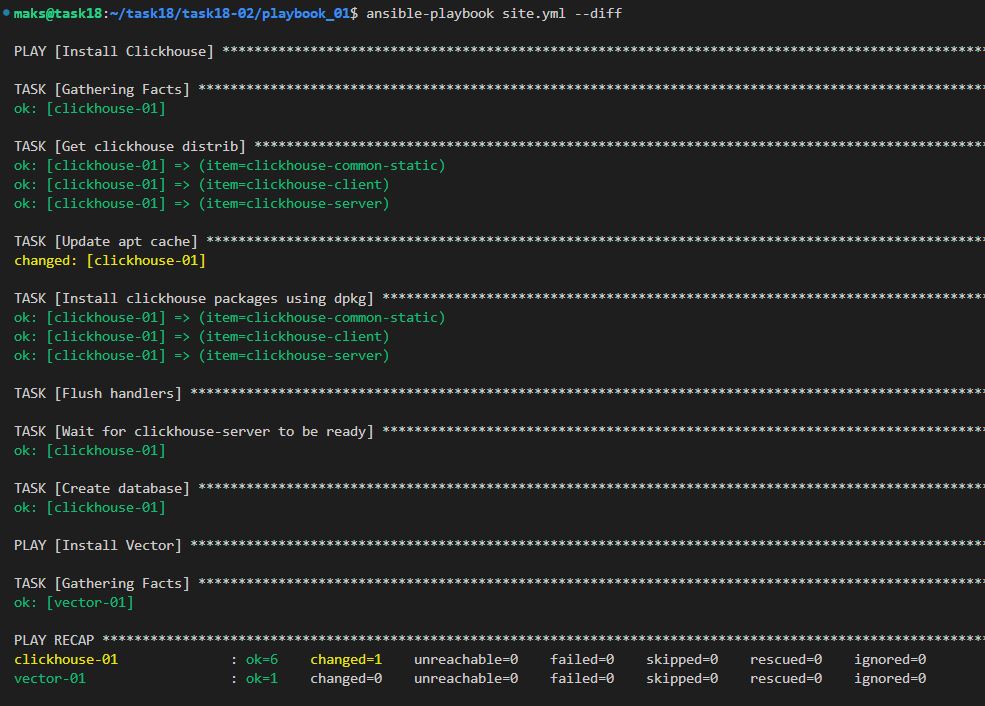 maks@task18:~/task18/task18-02/playbook_01$ ansible-playbook site.yml --diff
PLAY [Install Clickhouse] *************************************************************************************************
TASK [Gathering Facts] ****************************************************************************************************
ok: [clickhouse-01]
TASK [Get clickhouse distrib] *********************************************************************************************
ok: [clickhouse-01] => (item=clickhouse-common-static)
ok: [clickhouse-01] => (item=clickhouse-client)
ok: [clickhouse-01] => (item=clickhouse-server)
TASK [Update apt cache] ***************************************************************************************************
changed: [clickhouse-01]
TASK [Install clickhouse packages using dpkg] *****************************************************************************
ok: [clickhouse-01] => (item=clickhouse-common-static)
ok: [clickhouse-01] => (item=clickhouse-client)
ok: [clickhouse-01] => (item=clickhouse-server)
TASK [Flush handlers] *****************************************************************************************************
TASK [Wait for clickhouse-server to be ready] *****************************************************************************
ok: [clickhouse-01]
TASK [Create database] ****************************************************************************************************
ok: [clickhouse-01]
PLAY [Install Vector] *****************************************************************************************************
TASK [Gathering Facts] ****************************************************************************************************
ok: [vector-01]
PLAY RECAP ****************************************************************************************************************
clickhouse-01 : ok=6 changed=1 unreachable=0 failed=0 skipped=0 rescued=0 ignored=0
vector-01 : ok=1 changed=0 unreachable=0 failed=0 skipped=0 rescued=0 ignored=0